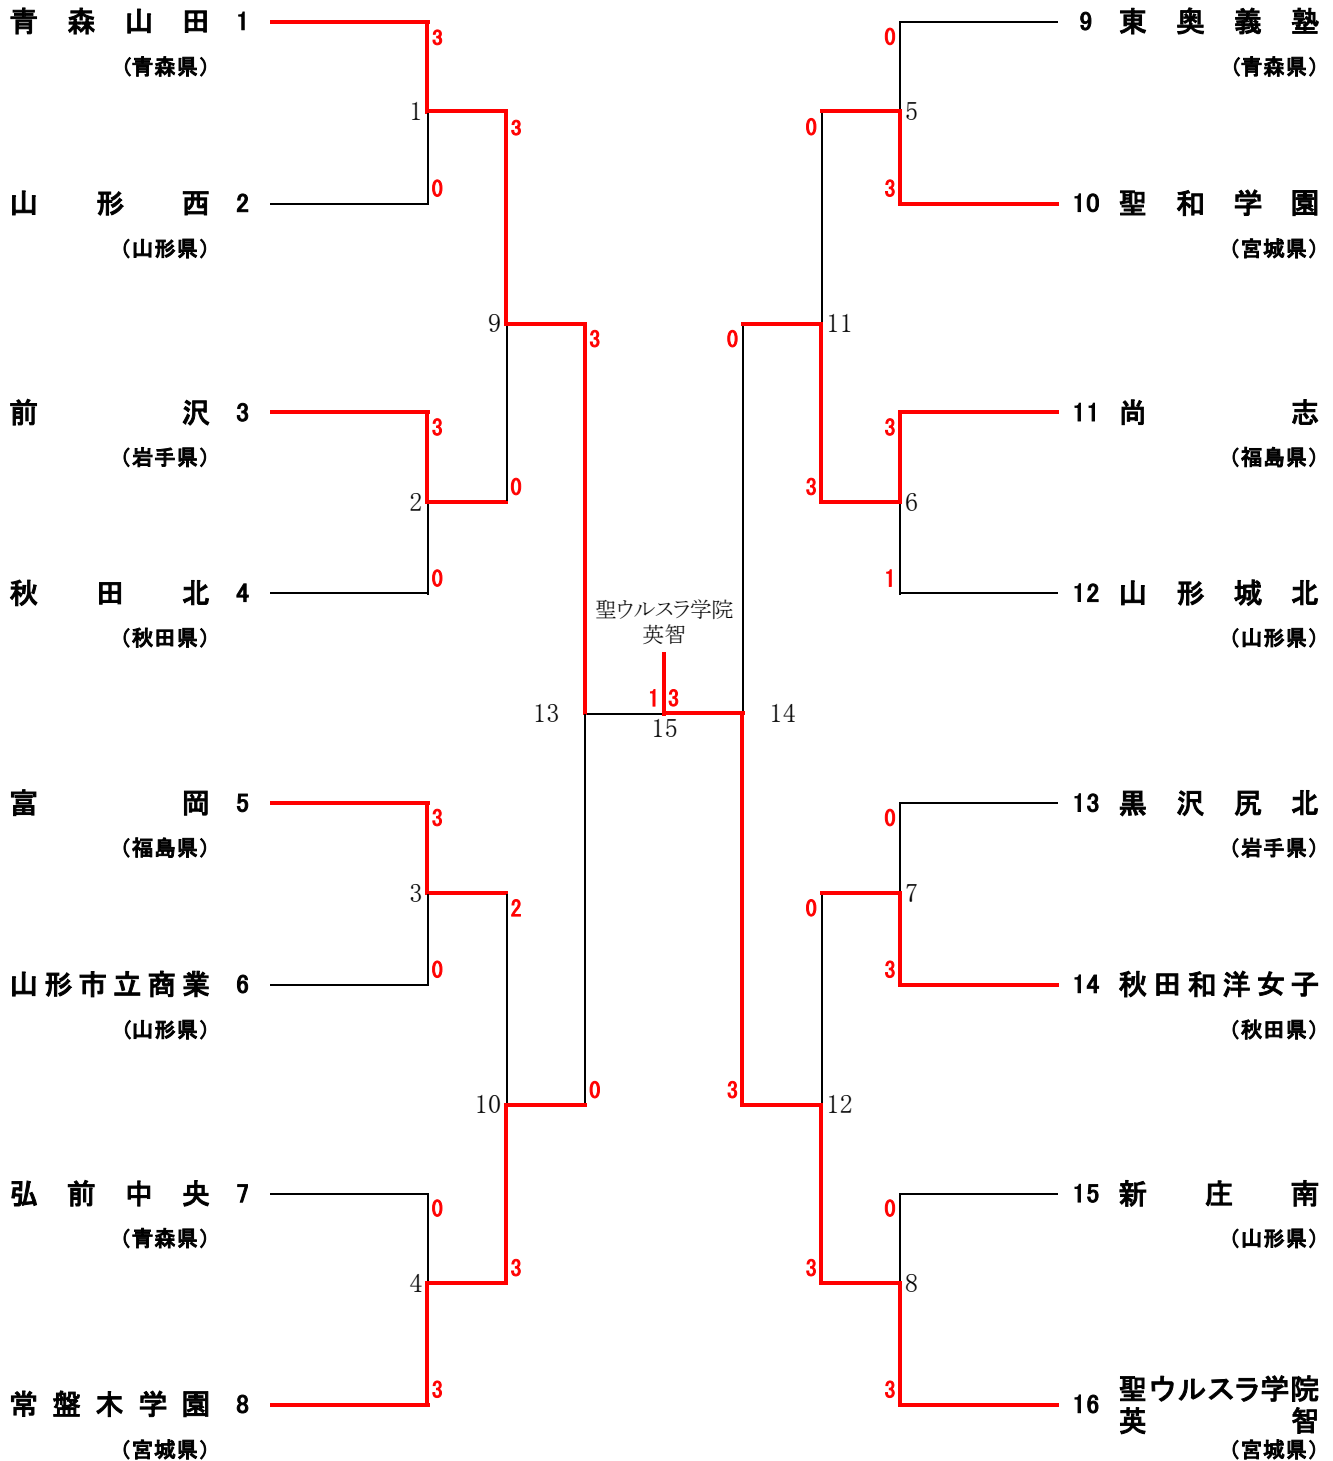 青森山田 1
(青森県)
山形西 2
(山形県)
前沢 3
(岩手県)
秋田北 4
(秋田県)
富岡 5
(福島県)
山形市立商業 6
(山形県)
弘前中央 7
(青森県)
常盤木学園 8
(宮城県)
3
1
0
3
9
3
2
0
0
3
3
3
0
2
10
0
4
3
3
0
13
聖ウルスラ学院
英智
1 3
15
14
0
3
0
11
3
0
12
3
0
5
3
3
6
1
0
7
3
0
8
3
9 東奥義塾
(青森県)
10 聖和学園
(宮城県)
11 尚志
(福島県)
12 山形城北
(山形県)
13 黒沢尻北
(岩手県)
14 秋田和洋女子
(秋田県)
15 新庄南
(山形県)
16 聖ウルスラ学院
英智
(宮城県)